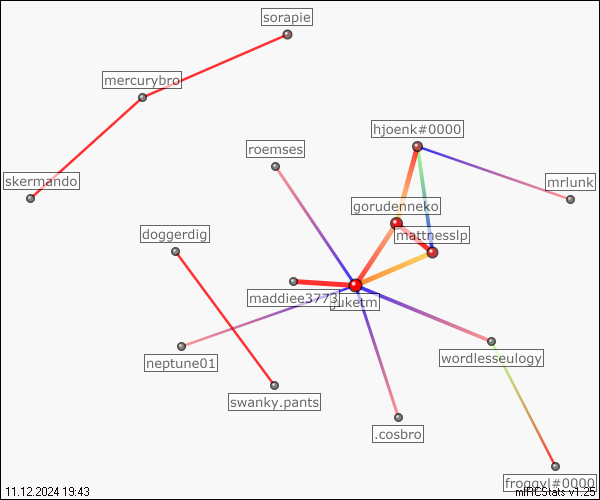 sorapie
mercurybro
hjoenk#0000
roemses
skermando
mrlunk
gorudenneko
doggerdig
mattnesslp
maddiee3773
juketm
neptune01
wordlesseulogy
swanky.pants
.cosbro
froggyl#0000
11.12.2024 19:43
mIRCStats v1.25